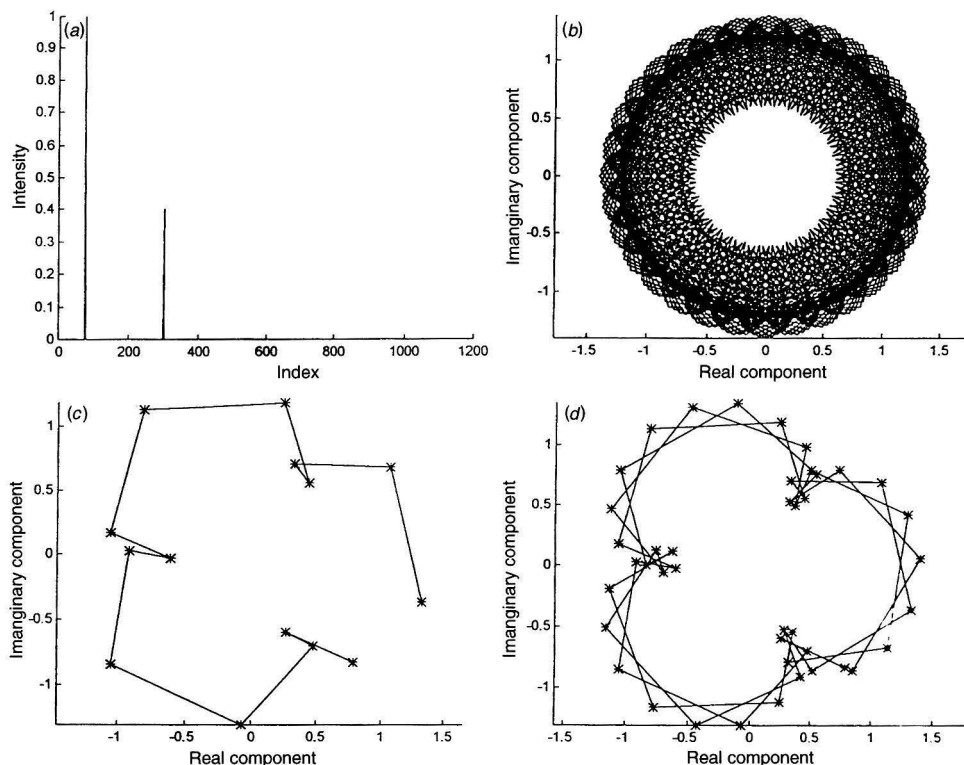 (a)
Intensity
1
0.9
0.8
0.7
0.6
0.5
0.4
0.3
0.2
0.1
0
0 200 400 600 800 1000 1200
Index
(b)
Imanginary component
1
0.5
0
-0.5
-1
-1.5 -1 -0.5 0 0.5 1 1.5
Real component
(c)
Imanginary component
1
0.5
0
-0.5
-1
-1 -0.5 0 0.5 1 1.5
Real component
(d)
Imanginary component
1
0.5
0
-0.5
-1
-1.5 -1 -0.5 0 0.5 1 1.5
Real component